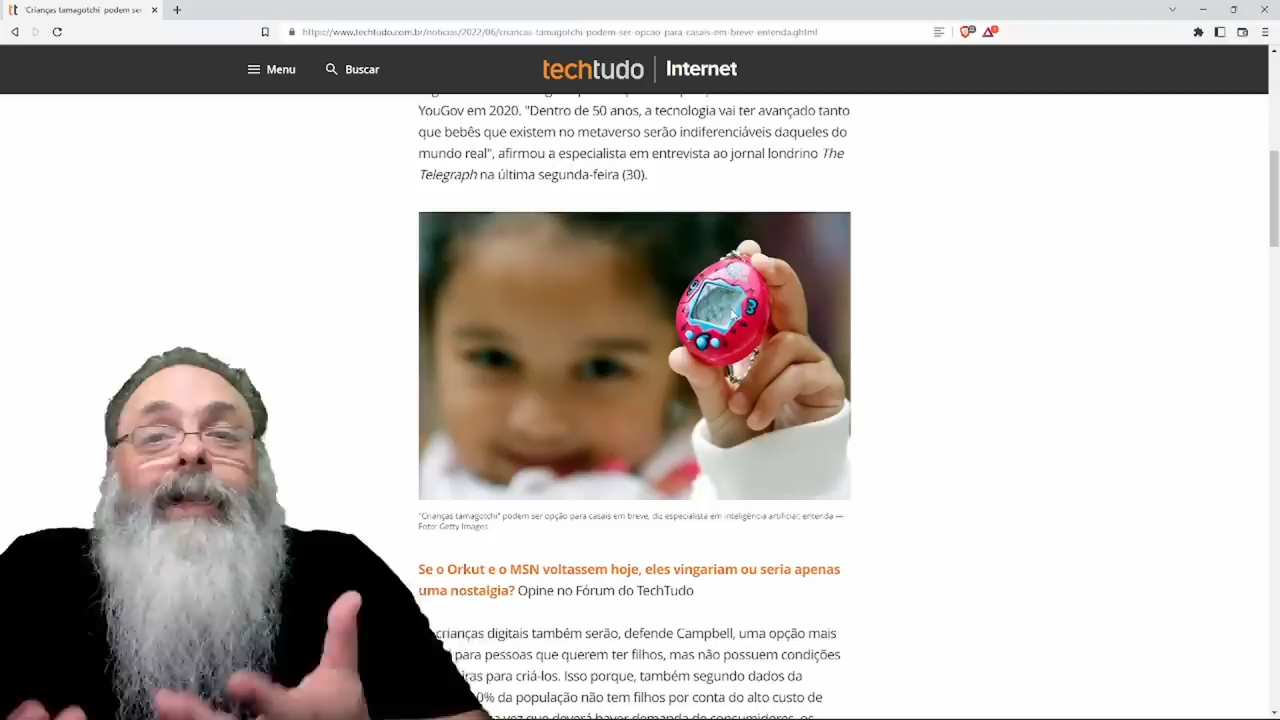 'Crianças tamagotchi' podem ser
https://www.techtudo.com.br/noticias/2022/06/criancas-tamagotchi-podem-ser-opcao-para-casais-em-breve-entenda.ghtml
Menu
Buscar
techtudo
Internet
YouGov em 2020. "Dentro de 50 anos, a tecnologia vai ter avançado tanto
que bebês que existem no metaverso serão indiferenciáveis daqueles do
mundo real", afirmou a especialista em entrevista ao jornal londrino The
Telegraph na última segunda-feira (30).
9
3
6
"Crianças tamagotchi" podem ser opção para casais em breve, diz especialista em inteligência artificial; entenda —
Foto: Getty Images
Se o Orkut e o MSN voltassem hoje, eles vingariam ou seria apenas
uma nostalgia? Opine no Fórum do TechTudo
crianças digitais também serão, defende Campbell, uma opção mais
para pessoas que querem ter filhos, mas não possuem condições
para criá-los. Isso porque, também segundo dados da
0% da população não tem filhos por conta do alto custo de
vez que deverá haver demanda de consumidores, os